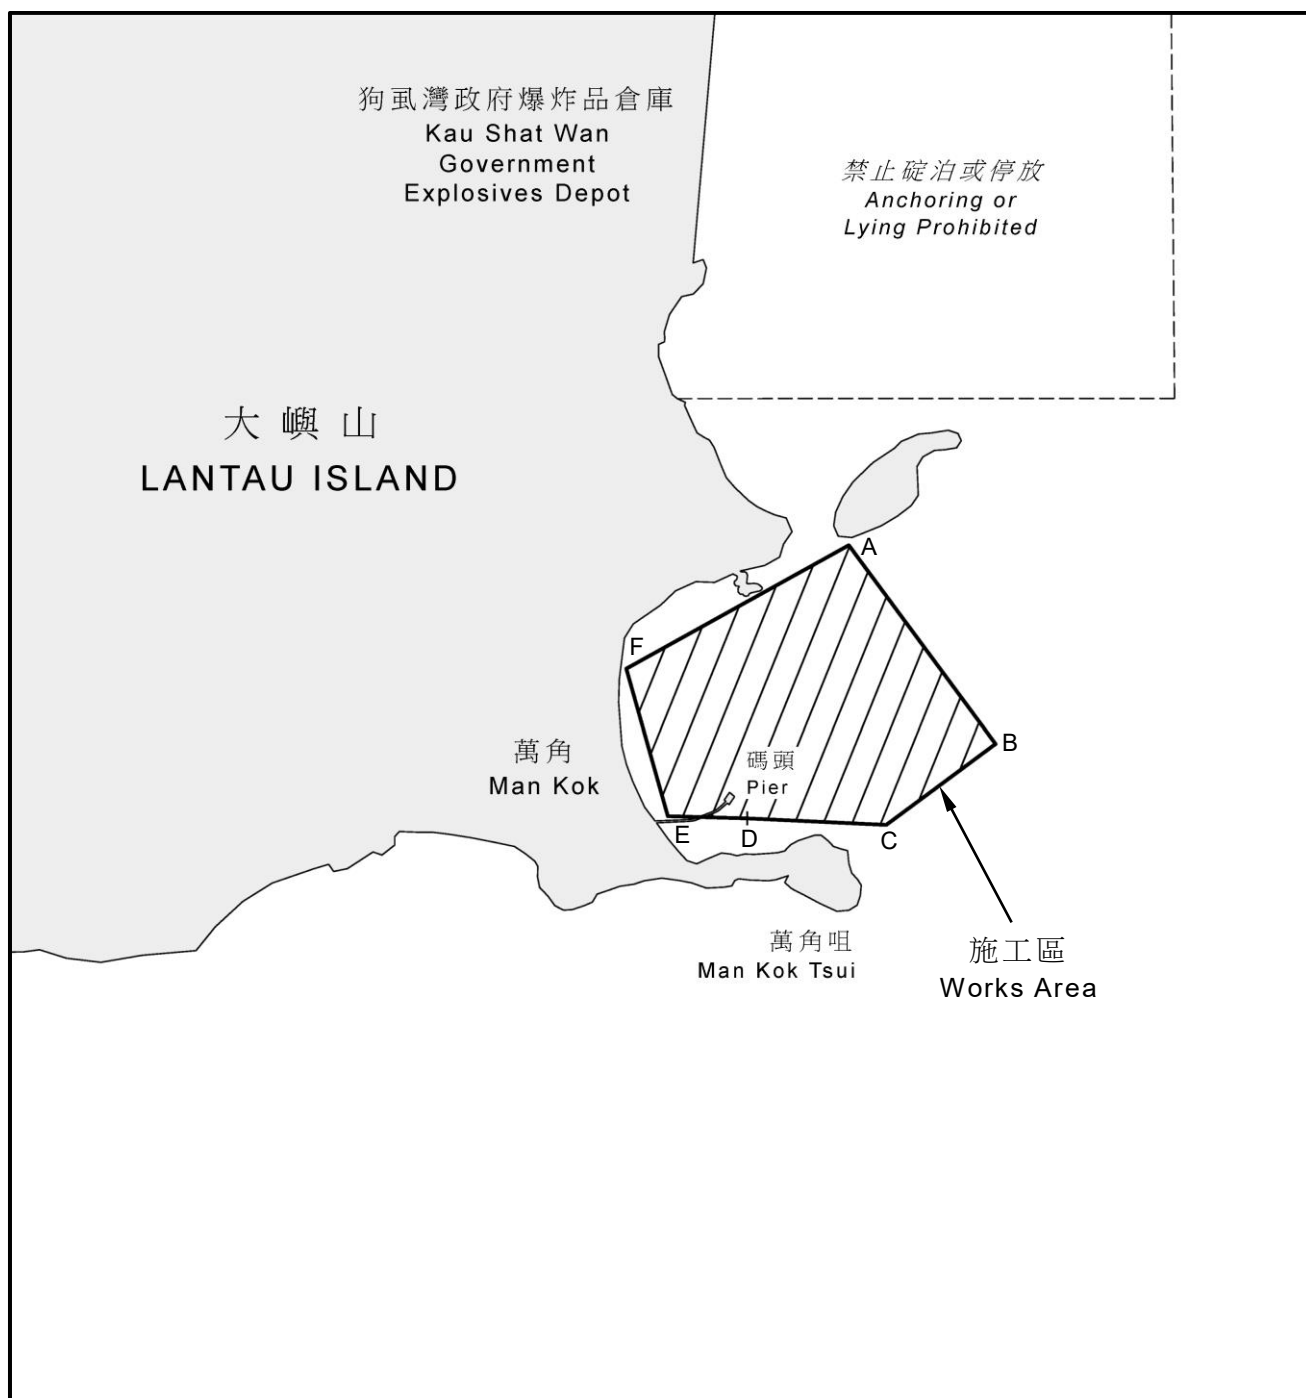 狗虱灣政府爆炸品倉庫
Kau Shat Wan
Government
Explosives Depot
禁止碇泊或停放
Anchoring or
Lying Prohibited
大嶼山
LANTAU ISLAND
A
F
B
碼頭
Pier
萬角
Man Kok
E
D
C
萬角咀
Man Kok Tsui
施工區
Works Area